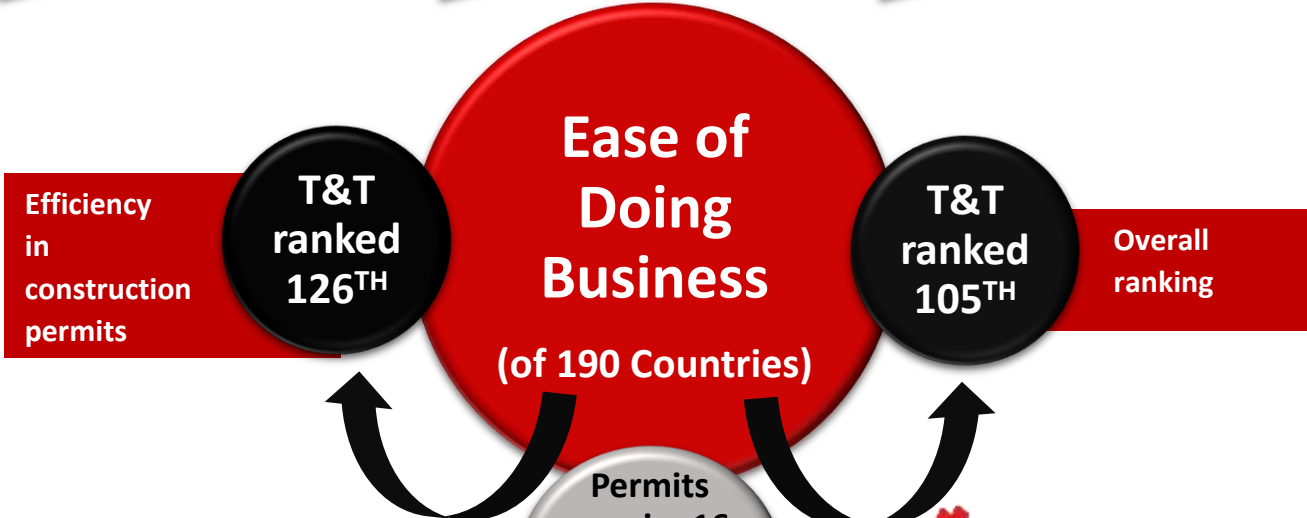 Ease of
Doing
Business
(of 190 Countries)
T&T
ranked
126TH
Efficiency
in
construction
permits
T&T
ranked
105TH
Overall
ranking
Permits